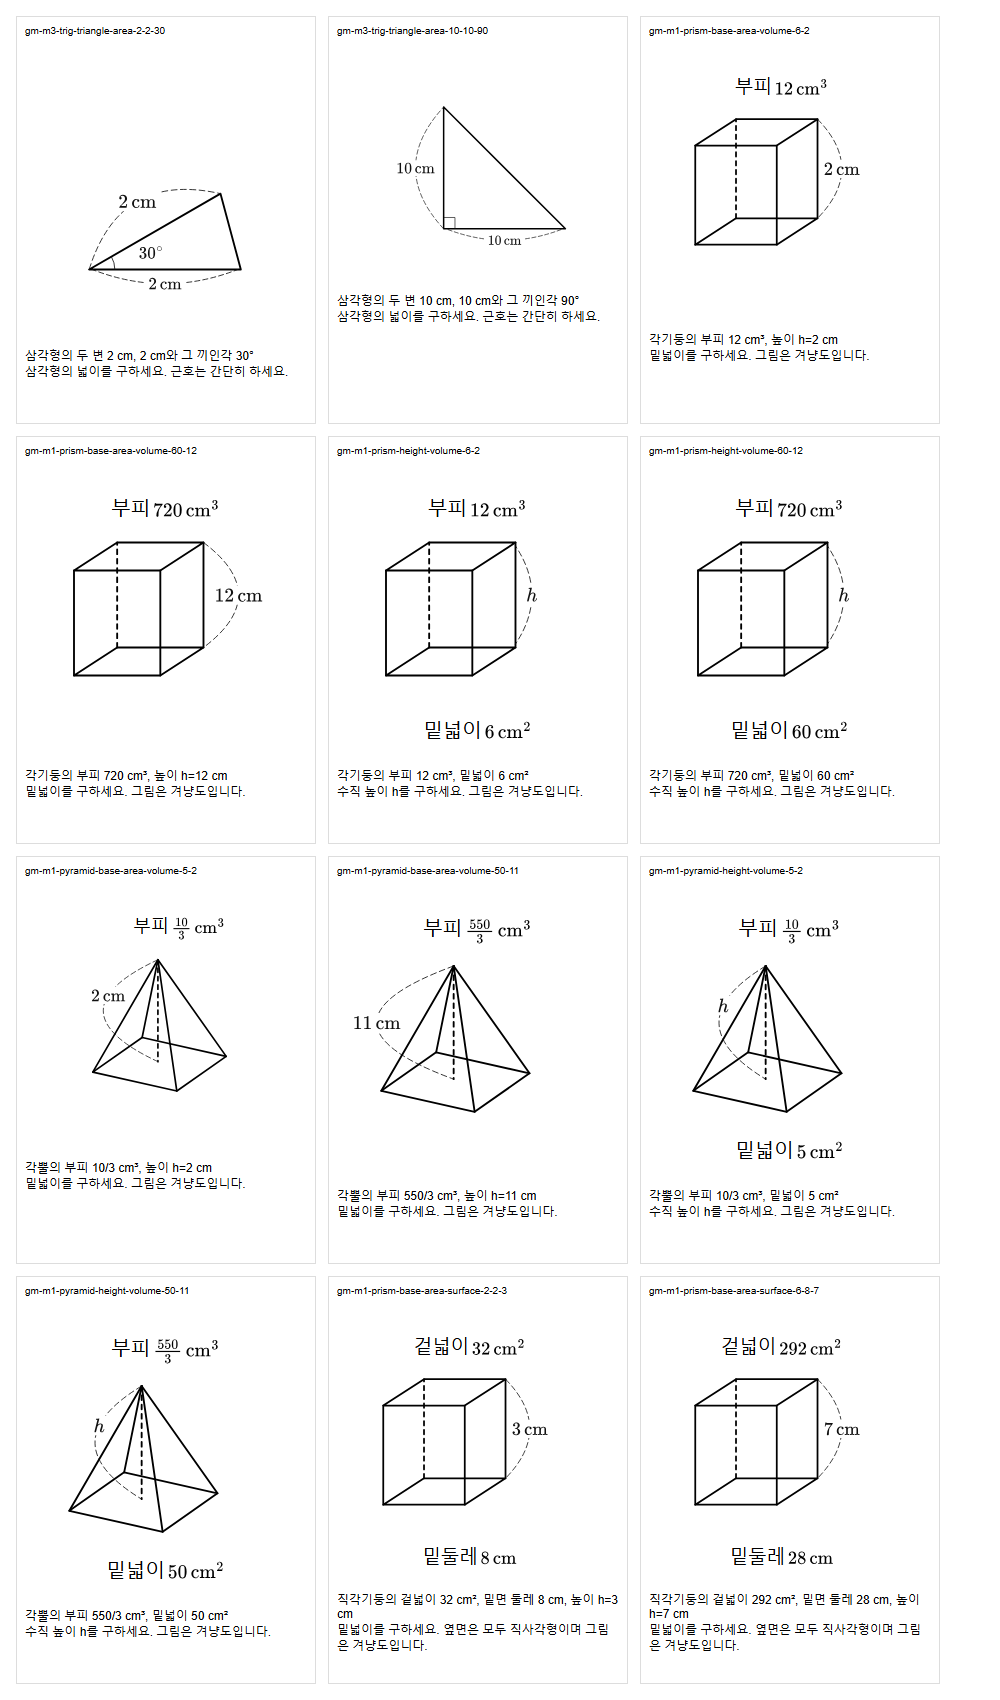 gm-m3-trig-triangle-area-2-2-30
2 cm
30°
2 cm
삼각형의 두 변 2 cm, 2 cm와 그 끼인각 30°
삼각형의 넓이를 구하세요. 근호는 간단히 하세요.
gm-m3-trig-triangle-area-10-10-90
10 cm
10 cm
삼각형의 두 변 10 cm, 10 cm와 그 끼인각 90°
삼각형의 넓이를 구하세요. 근호는 간단히 하세요.
gm-m1-prism-base-area-volume-6-2
부피 12 cm³
2 cm
각기둥의 부피 12 cm³, 높이 h=2 cm
밑넓이를 구하세요. 그림은 겨냥도입니다.
gm-m1-prism-base-area-volume-60-12
부피 720 cm³
12 cm
각기둥의 부피 720 cm³, 높이 h=12 cm
밑넓이를 구하세요. 그림은 겨냥도입니다.
gm-m1-prism-height-volume-6-2
부피 12 cm³
h
밑넓이 6 cm²
각기둥의 부피 12 cm³, 밑넓이 6 cm²
수직 높이 h를 구하세요. 그림은 겨냥도입니다.
gm-m1-prism-height-volume-60-12
부피 720 cm³
h
밑넓이 60 cm²
각기둥의 부피 720 cm³, 밑넓이 60 cm²
수직 높이 h를 구하세요. 그림은 겨냥도입니다.
gm-m1-pyramid-base-area-volume-5-2
부피 10/3 cm³
2 cm
각뿔의 부피 10/3 cm³, 높이 h=2 cm
밑넓이를 구하세요. 그림은 겨냥도입니다.
gm-m1-pyramid-base-area-volume-50-11
부피 550/3 cm³
11 cm
각뿔의 부피 550/3 cm³, 높이 h=11 cm
밑넓이를 구하세요. 그림은 겨냥도입니다.
gm-m1-pyramid-height-volume-5-2
부피 10/3 cm³
h
밑넓이 5 cm²
각뿔의 부피 10/3 cm³, 밑넓이 5 cm²
수직 높이 h를 구하세요. 그림은 겨냥도입니다.
gm-m1-pyramid-height-volume-50-11
부피 550/3 cm³
h
밑넓이 50 cm²
각뿔의 부피 550/3 cm³, 밑넓이 50 cm²
수직 높이 h를 구하세요. 그림은 겨냥도입니다.
gm-m1-prism-base-area-surface-2-2-3
겉넓이 32 cm²
3 cm
밑둘레 8 cm
직각기둥의 겉넓이 32 cm², 밑면 둘레 8 cm, 높이 h=3
cm
밑넓이를 구하세요. 옆면은 모두 직사각형이며 그림
은 겨냥도입니다.
gm-m1-prism-base-area-surface-6-8-7
겉넓이 292 cm²
7 cm
밑둘레 28 cm
직각기둥의 겉넓이 292 cm², 밑면 둘레 28 cm, 높이
h=7 cm
밑넓이를 구하세요. 옆면은 모두 직사각형이며 그림
은 겨냥도입니다.